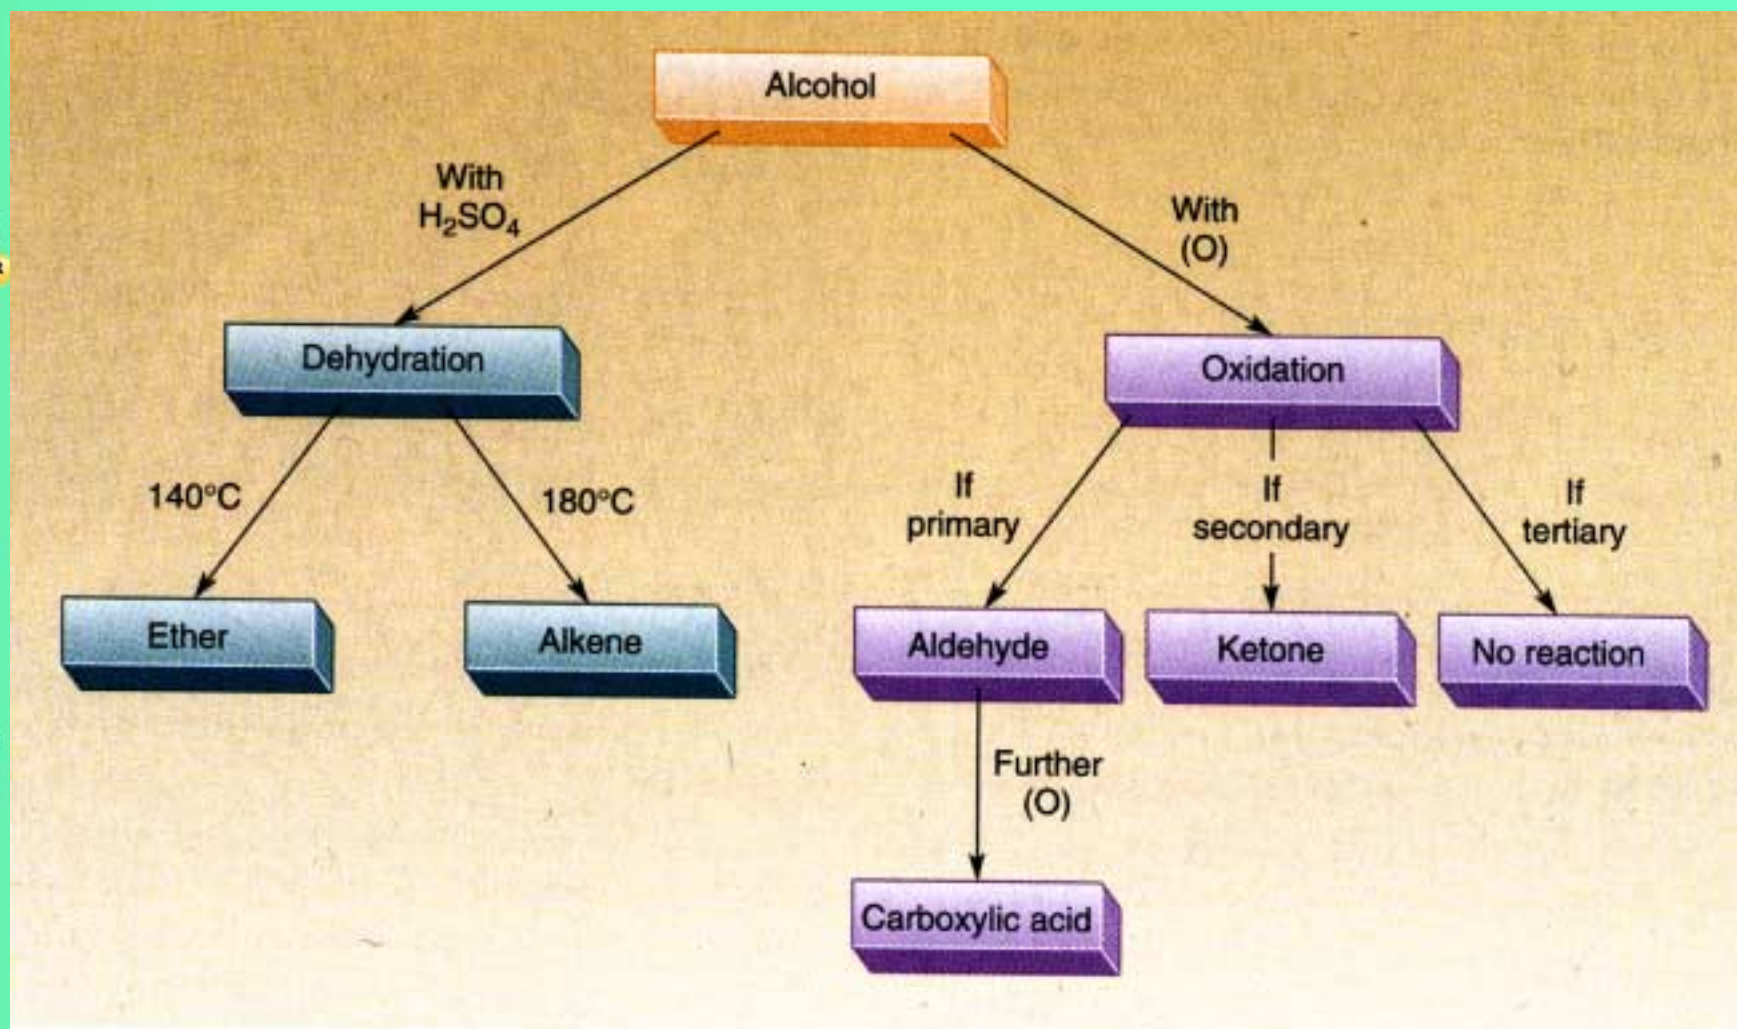 Alcohol
With
H₂SO₄
With
(O)
Dehydration
Oxidation
140°C
180°C
If
primary
If
secondary
If
tertiary
Ether
Alkene
Aldehyde
Ketone
No reaction
Further
(O)
Carboxylic acid